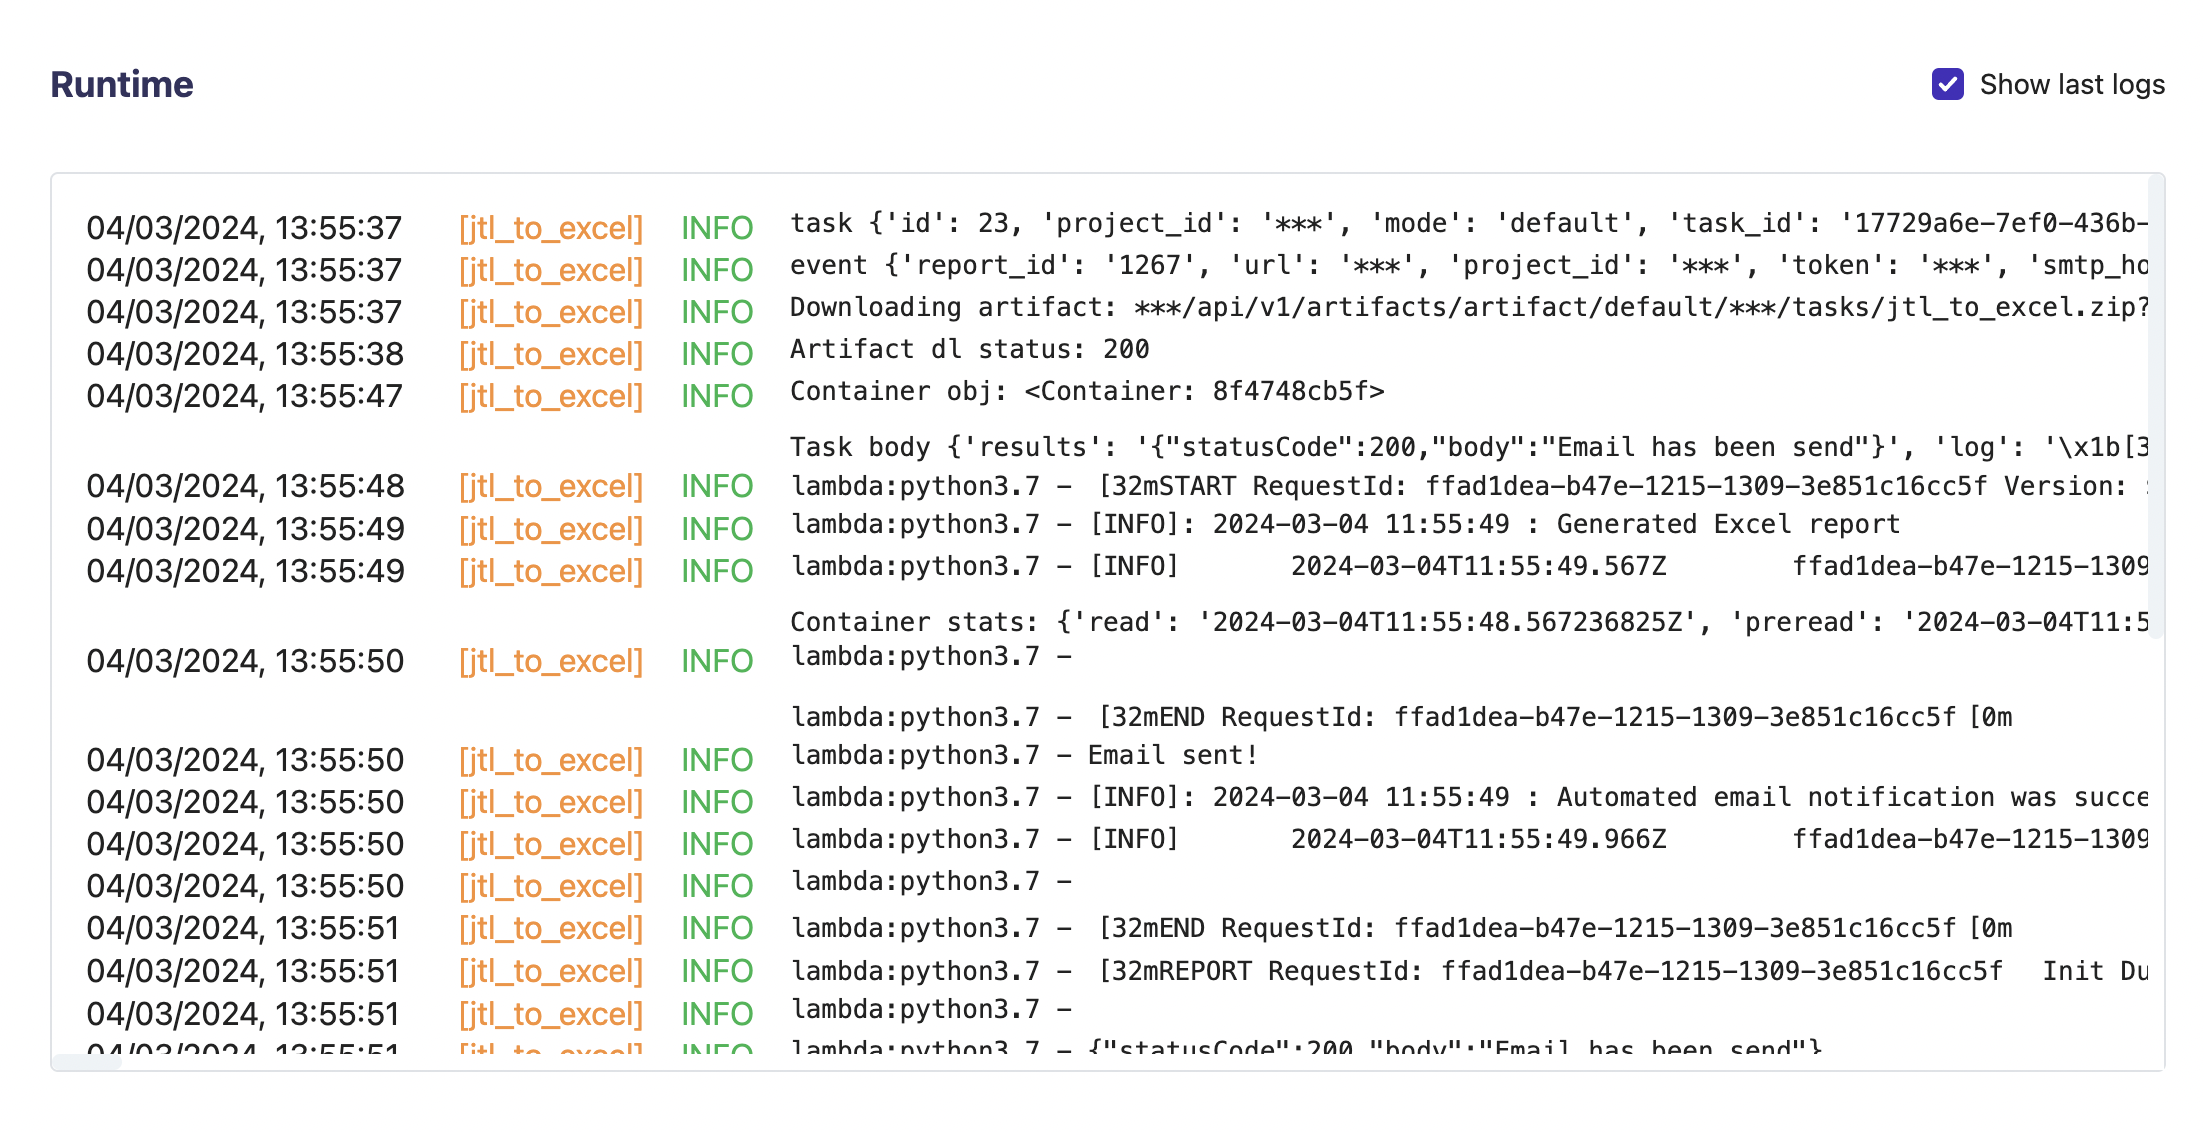 Runtime
Show last logs
04/03/2024, 13:55:37 [jtl_to_excel] INFO task {'id': 23, 'project_id': '***', 'mode': 'default', 'task_id': '17729a6e-7ef0-436b-
04/03/2024, 13:55:37 [jtl_to_excel] INFO event {'report_id': '1267', 'url': '***', 'project_id': '***', 'token': '***', 'smtp_ho
04/03/2024, 13:55:37 [jtl_to_excel] INFO Downloading artifact: ***/api/v1/artifacts/artifact/default/***/tasks/jtl_to_excel.zip?
04/03/2024, 13:55:38 [jtl_to_excel] INFO Artifact dl status: 200
04/03/2024, 13:55:47 [jtl_to_excel] INFO Container obj: <Container: 8f4748cb5f>
Task body {'results': '{"statusCode":200,"body":"Email has been send"}', 'log': '\x1b[3
04/03/2024, 13:55:48 [jtl_to_excel] INFO lambda:python3.7 - [32mSTART RequestId: ffad1dea-b47e-1215-1309-3e851c16cc5f Version:
04/03/2024, 13:55:49 [jtl_to_excel] INFO lambda:python3.7 - [INFO]: 2024-03-04 11:55:49 : Generated Excel report
04/03/2024, 13:55:49 [jtl_to_excel] INFO lambda:python3.7 - [INFO] 2024-03-04T11:55:49.567Z ffad1dea-b47e-1215-1309
Container stats: {'read': '2024-03-04T11:55:48.567236825Z', 'preread': '2024-03-04T11:5
04/03/2024, 13:55:50 [jtl_to_excel] INFO lambda:python3.7 -
lambda:python3.7 - [32mEND RequestId: ffad1dea-b47e-1215-1309-3e851c16cc5f [0m
04/03/2024, 13:55:50 [jtl_to_excel] INFO lambda:python3.7 - Email sent!
04/03/2024, 13:55:50 [jtl_to_excel] INFO lambda:python3.7 - [INFO]: 2024-03-04 11:55:49 : Automated email notification was succe
04/03/2024, 13:55:50 [jtl_to_excel] INFO lambda:python3.7 - [INFO] 2024-03-04T11:55:49.966Z ffad1dea-b47e-1215-1309
04/03/2024, 13:55:50 [jtl_to_excel] INFO lambda:python3.7 -
04/03/2024, 13:55:51 [jtl_to_excel] INFO lambda:python3.7 - [32mEND RequestId: ffad1dea-b47e-1215-1309-3e851c16cc5f [0m
04/03/2024, 13:55:51 [jtl_to_excel] INFO lambda:python3.7 - [32mREPORT RequestId: ffad1dea-b47e-1215-1309-3e851c16cc5f Init Du
04/03/2024, 13:55:51 [jtl_to_excel] INFO lambda:python3.7 -
04/03/2024, 13:55:51 [jtl_to_excel] INFO lambda:python3.7 - {"statusCode":200,"body":"Email has been send"}